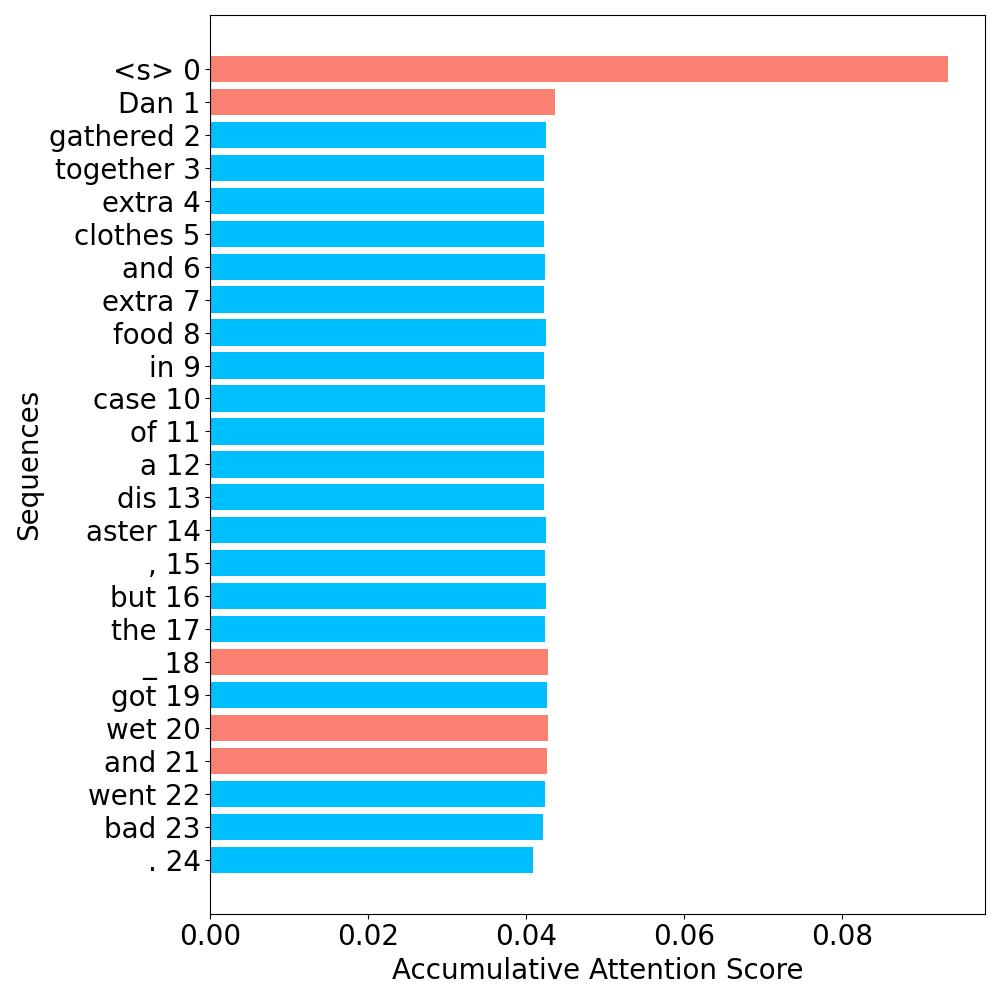 <s> 0
Dan 1
gathered 2
together 3
extra 4
clothes 5
and 6
extra 7
food 8
in 9
case 10
of 11
a 12
dis 13
aster 14
, 15
but 16
the 17
_ 18
got 19
wet 20
and 21
went 22
bad 23
. 24
Sequences
0.00 0.02 0.04 0.06 0.08
Accumulative Attention Score